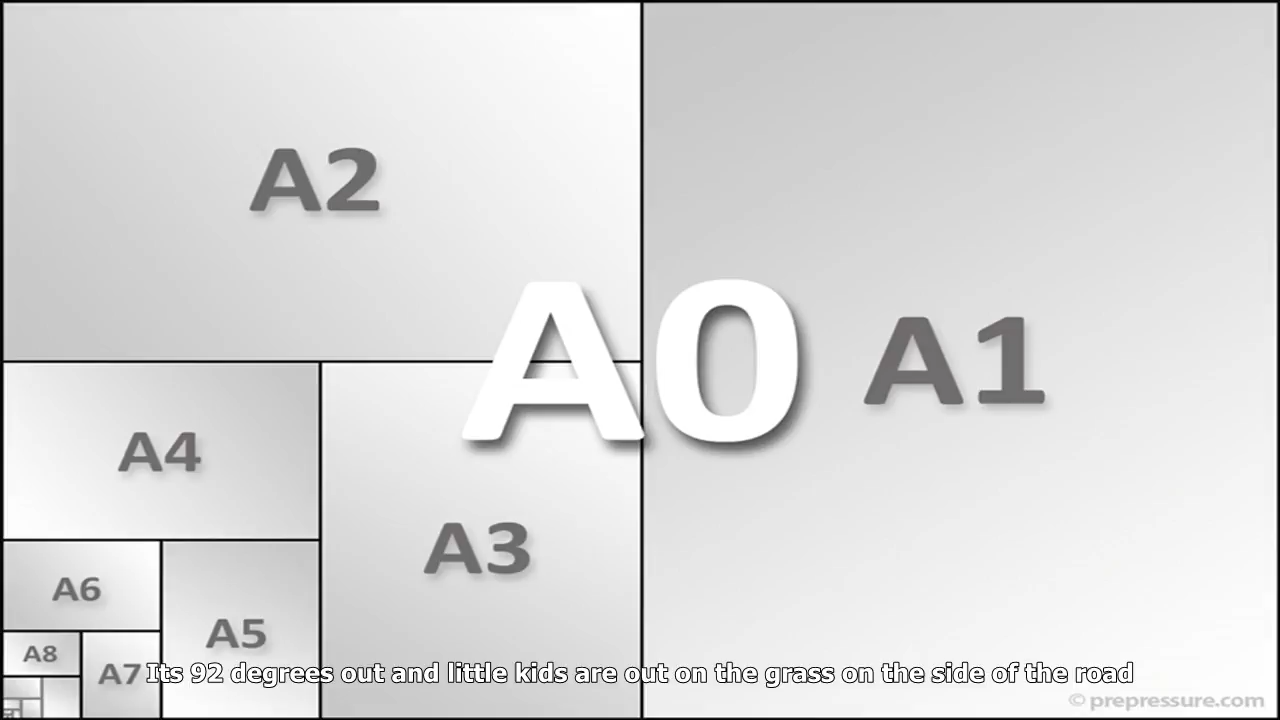 A2
A0
A1
A4
A3
A6
A5
A8
A7
Its 92 degrees out and little kids are out on the grass on the side of the road
© prepressure.com